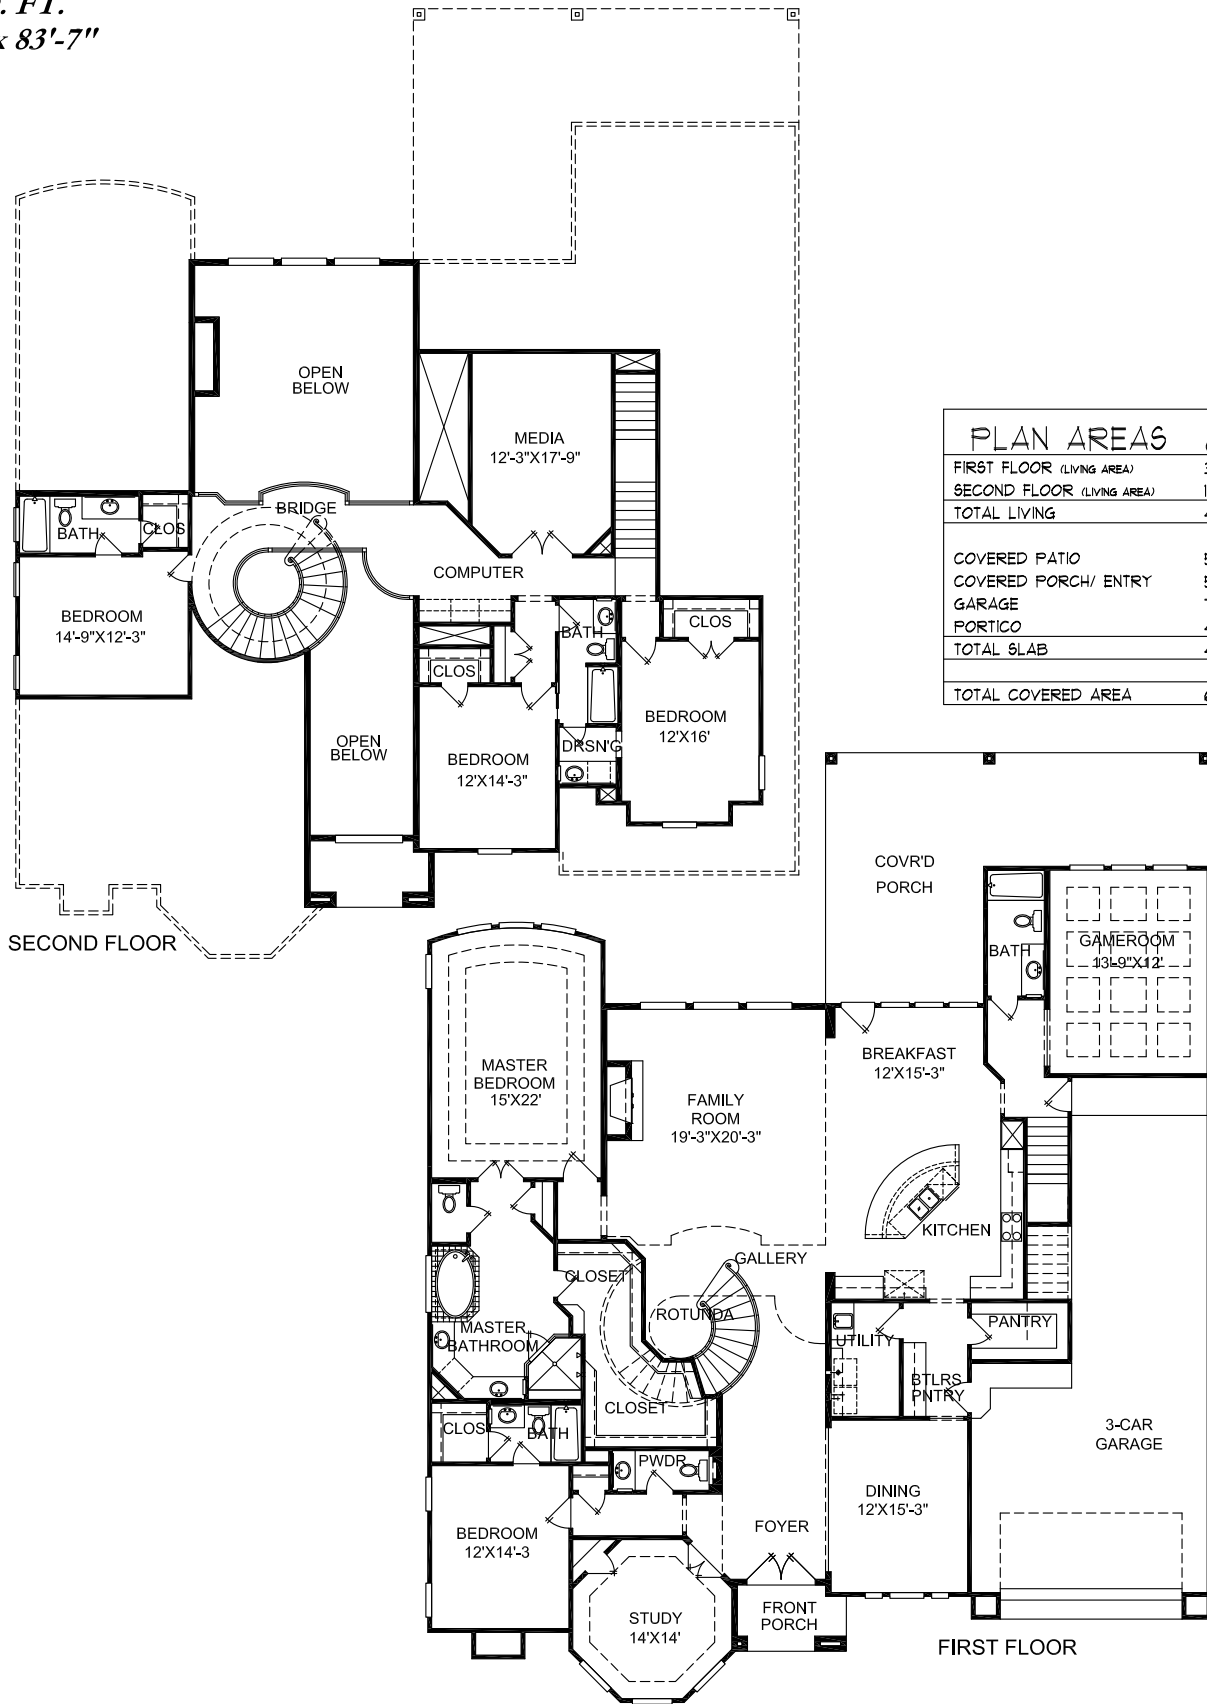 . FT.
x 83'-7"
OPEN
BELOW
MEDIA
12'-3"X17'-9"
BRIDGE
BATH
CLOS
COMPUTER
BEDROOM
14'-9"X12'-3"
BATH
CLOS
CLOS
BEDROOM
12'X16'
OPEN
BELOW
BEDROOM
12'X14'-3"
DRSN'G
SECOND FLOOR
PLAN AREAS
FIRST FLOOR (LIVING AREA)
SECOND FLOOR (LIVING AREA)
TOTAL LIVING
COVERED PATIO
COVERED PORCH/ ENTRY
GARAGE
PORTICO
TOTAL SLAB
TOTAL COVERED AREA
COVR'D
PORCH
BATH
GAMEROOM
13'-9"X12'
MASTER
BEDROOM
15'X22'
FAMILY
ROOM
19'-3"X20'-3"
BREAKFAST
12'X15'-3"
KITCHEN
GALLERY
CLOSET
ROTUNDA
MASTER
BATHROOM
UTILITY
PANTRY
BTLRS
PNTRY
CLOSET
CLOS
BATH
PWDR
3-CAR
GARAGE
DINING
12'X15'-3"
FOYER
BEDROOM
12'X14'-3
STUDY
14'X14'
FRONT
PORCH
FIRST FLOOR